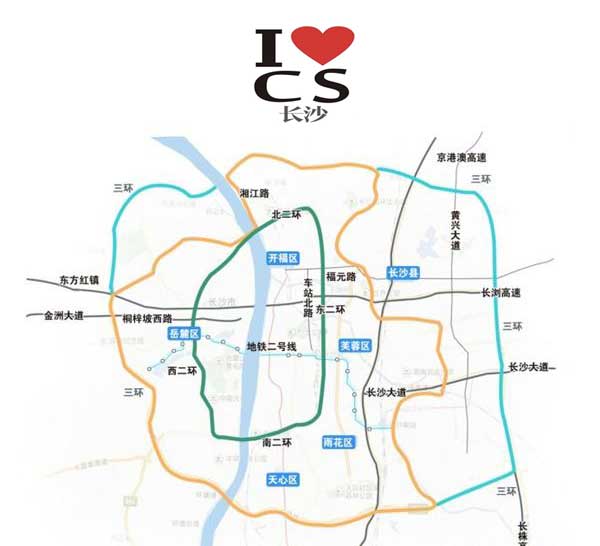 I
CS
长沙
京港澳高速
三环
三环
湘江路
黄兴大道
北二环
开福区
福元路
长沙县
东方红镇
车站北路
长浏高速
长沙市
金洲大道
桐梓坡西路
东二环
三环
岳麓区
地铁二号线
芙蓉区
西二环
长沙大道
三环
长沙大道
南二环
雨花区
天心区
三环
长株高